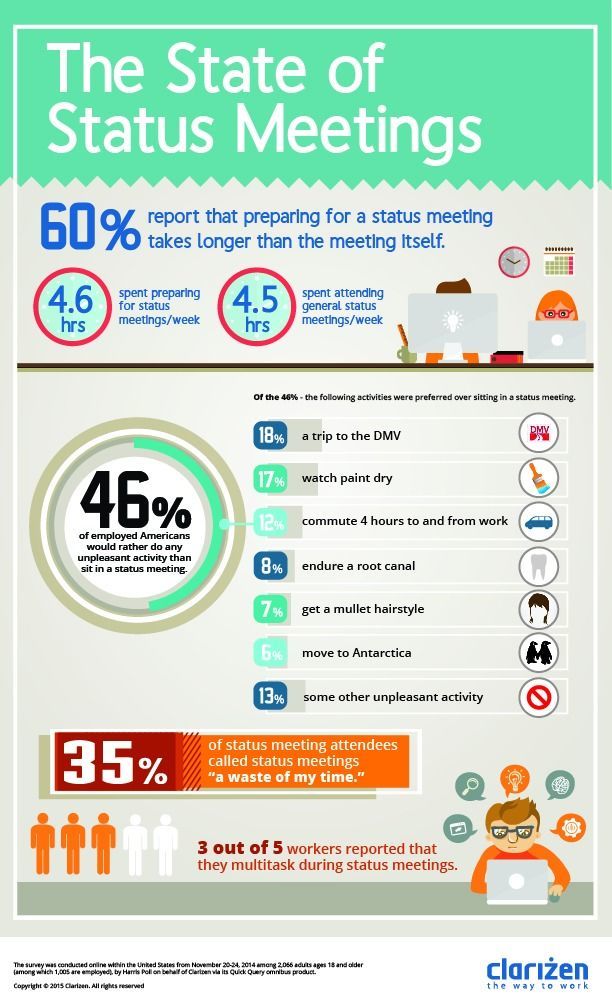 The State of
Status Meetings
60% report that preparing for a status meeting
takes longer than the meeting itself.
4.6
hrs
spent preparing
for status
meetings/week
4.5
hrs
spent attending
general status
meetings/week
Of the 46% - the following activities were preferred over sitting in a status meeting.
46%
of employed Americans
would rather do any
unpleasant activity than
sit in a status meeting.
18% a trip to the DMV
DMV
17% watch paint dry
12% commute 4 hours to and from work
8% endure a root canal
7% get a mullet hairstyle
6% move to Antarctica
13% some other unpleasant activity
35%
of status meeting attendees
called status meetings
“a waste of my time.”
3 out of 5 workers reported that
they multitask during status meetings.
The survey was conducted online within the United States from November 20-24, 2014 among 2,066 adults ages 18 and older
(among which 1,005 are employed), by Harris Poll on behalf of Clarizen via its Quick Query omnibus product.
Copyright © 2015 Clarizen. All rights reserved
clarizen
the way to work